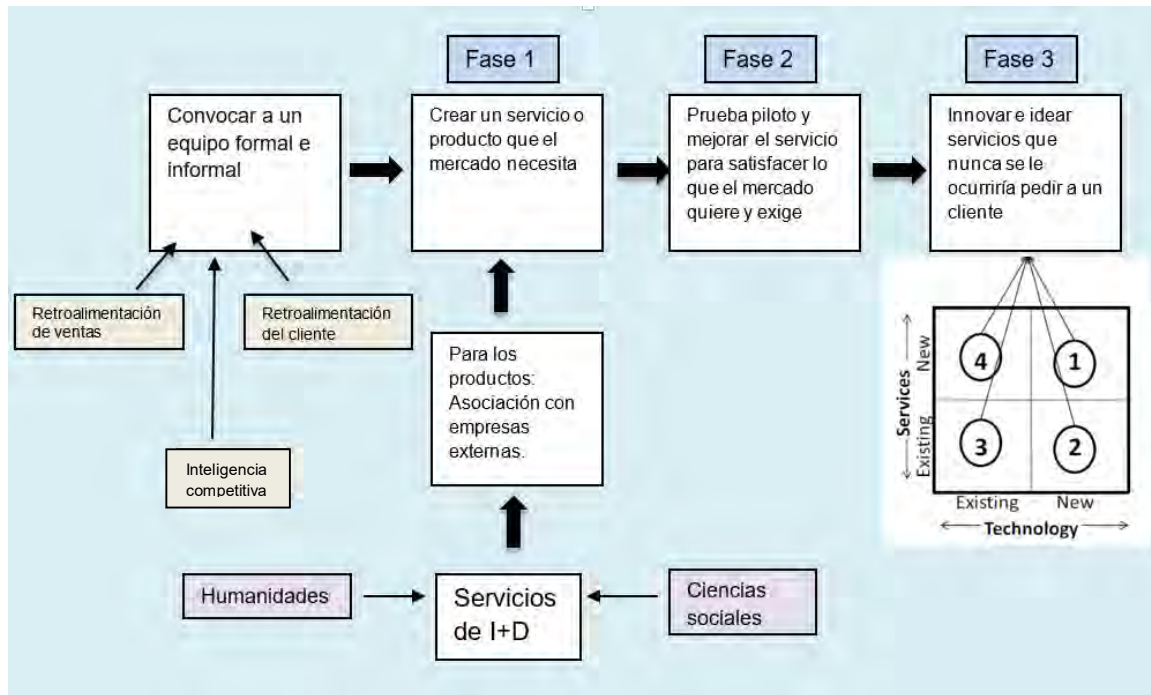 Fase 1
Fase 2
Fase 3
Convocar a un
equipo formal e
informal
Crear un servicio o
producto que el
mercado necesita
Prueba piloto y
mejorar el servicio
para satisfacer lo
que el mercado
quiere y exige
Innovar e idear
servicios que
nunca se le
ocurriría pedir a un
cliente
Retroalimentación
de ventas
Retroalimentación
del cliente
Inteligencia
competitiva
Para los
productos:
Asociación con
empresas
externas.
Humanidades
Servicios
de I+D
Ciencias
sociales
Services
New
Existing
4
1
3
2
Existing
New
Technology